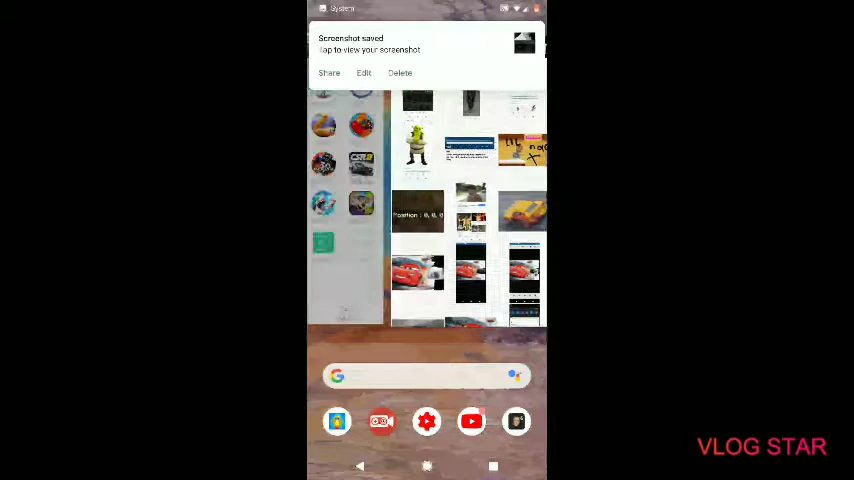 System
Screenshot saved
Tap to view your screenshot
Share Edit Delete
Position : 0, 0, 0
VLOG STAR